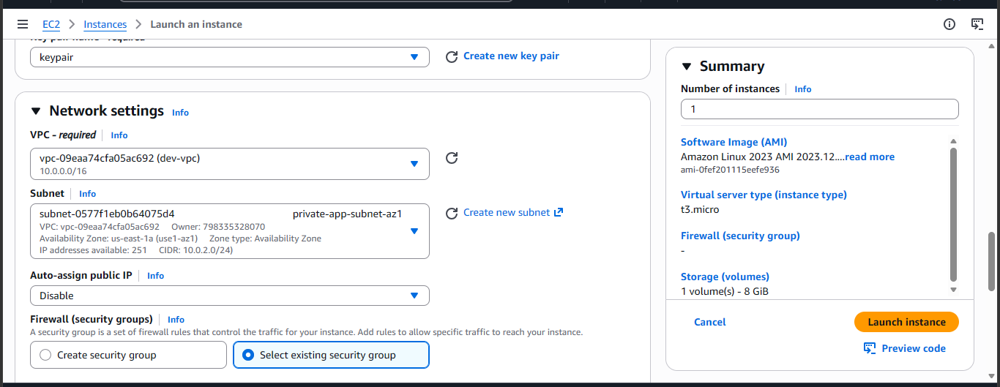 EC2 > Instances > Launch an instance
Key pair name - required
keypair
Create new key pair
Network settings Info
VPC - required Info
vpc-09eaa74cfa05ac692 (dev-vpc)
10.0.0.0/16
Subnet Info
subnet-0577f1eb0b64075d4 private-app-subnet-az1
VPC: vpc-09eaa74cfa05ac692 Owner: 798335328070
Availability Zone: us-east-1a (use1-az1) Zone type: Availability Zone
IP addresses available: 251 CIDR: 10.0.2.0/24)
Create new subnet
Auto-assign public IP Info
Disable
Firewall (security groups) Info
A security group is a set of firewall rules that control the traffic for your instance. Add rules to allow specific traffic to reach your instance.
Create security group
Select existing security group
Summary
Number of instances Info
1
Software Image (AMI)
Amazon Linux 2023 AMI 2023.12....read more
ami-0fef201115eefe936
Virtual server type (instance type)
t3.micro
Firewall (security group)
-
Storage (volumes)
1 volume(s) - 8 GiB
Cancel
Launch instance
Preview code